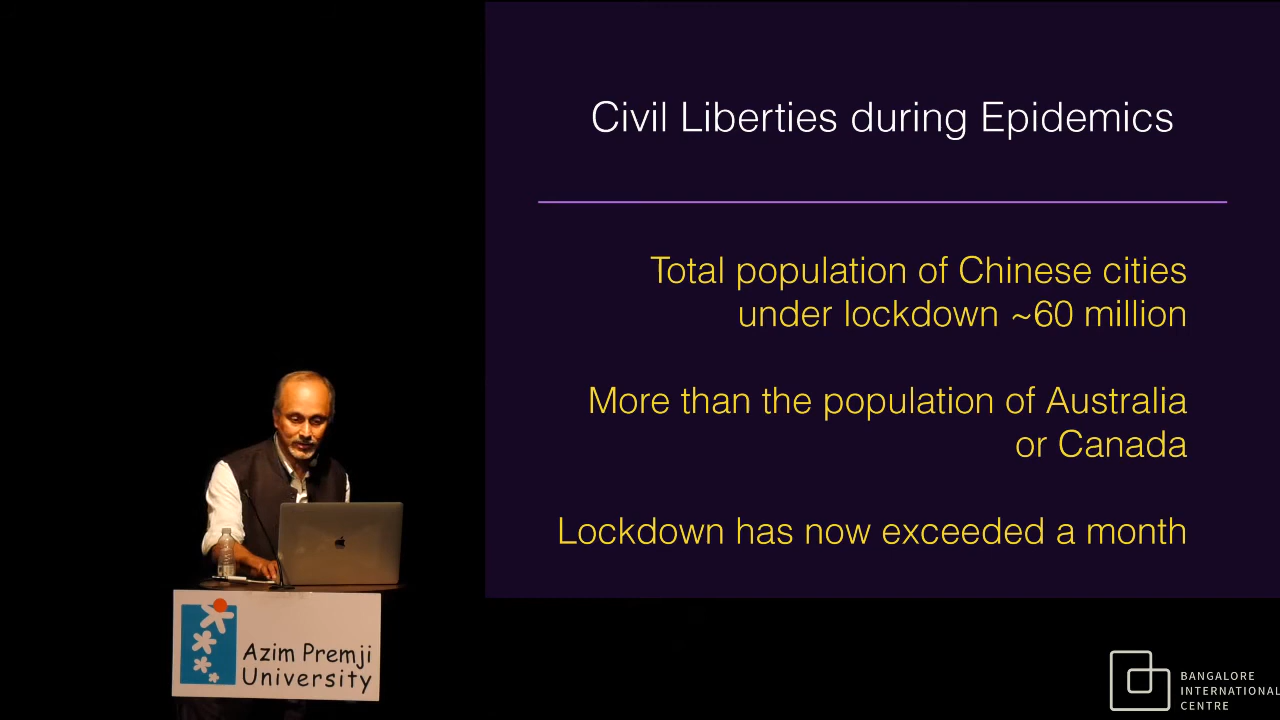 Civil Liberties during Epidemics
Total population of Chinese cities
under lockdown ~60 million
More than the population of Australia
or Canada
Lockdown has now exceeded a month
Azim Premji
University
BANGALORE
INTERNATIONAL
CENTRE